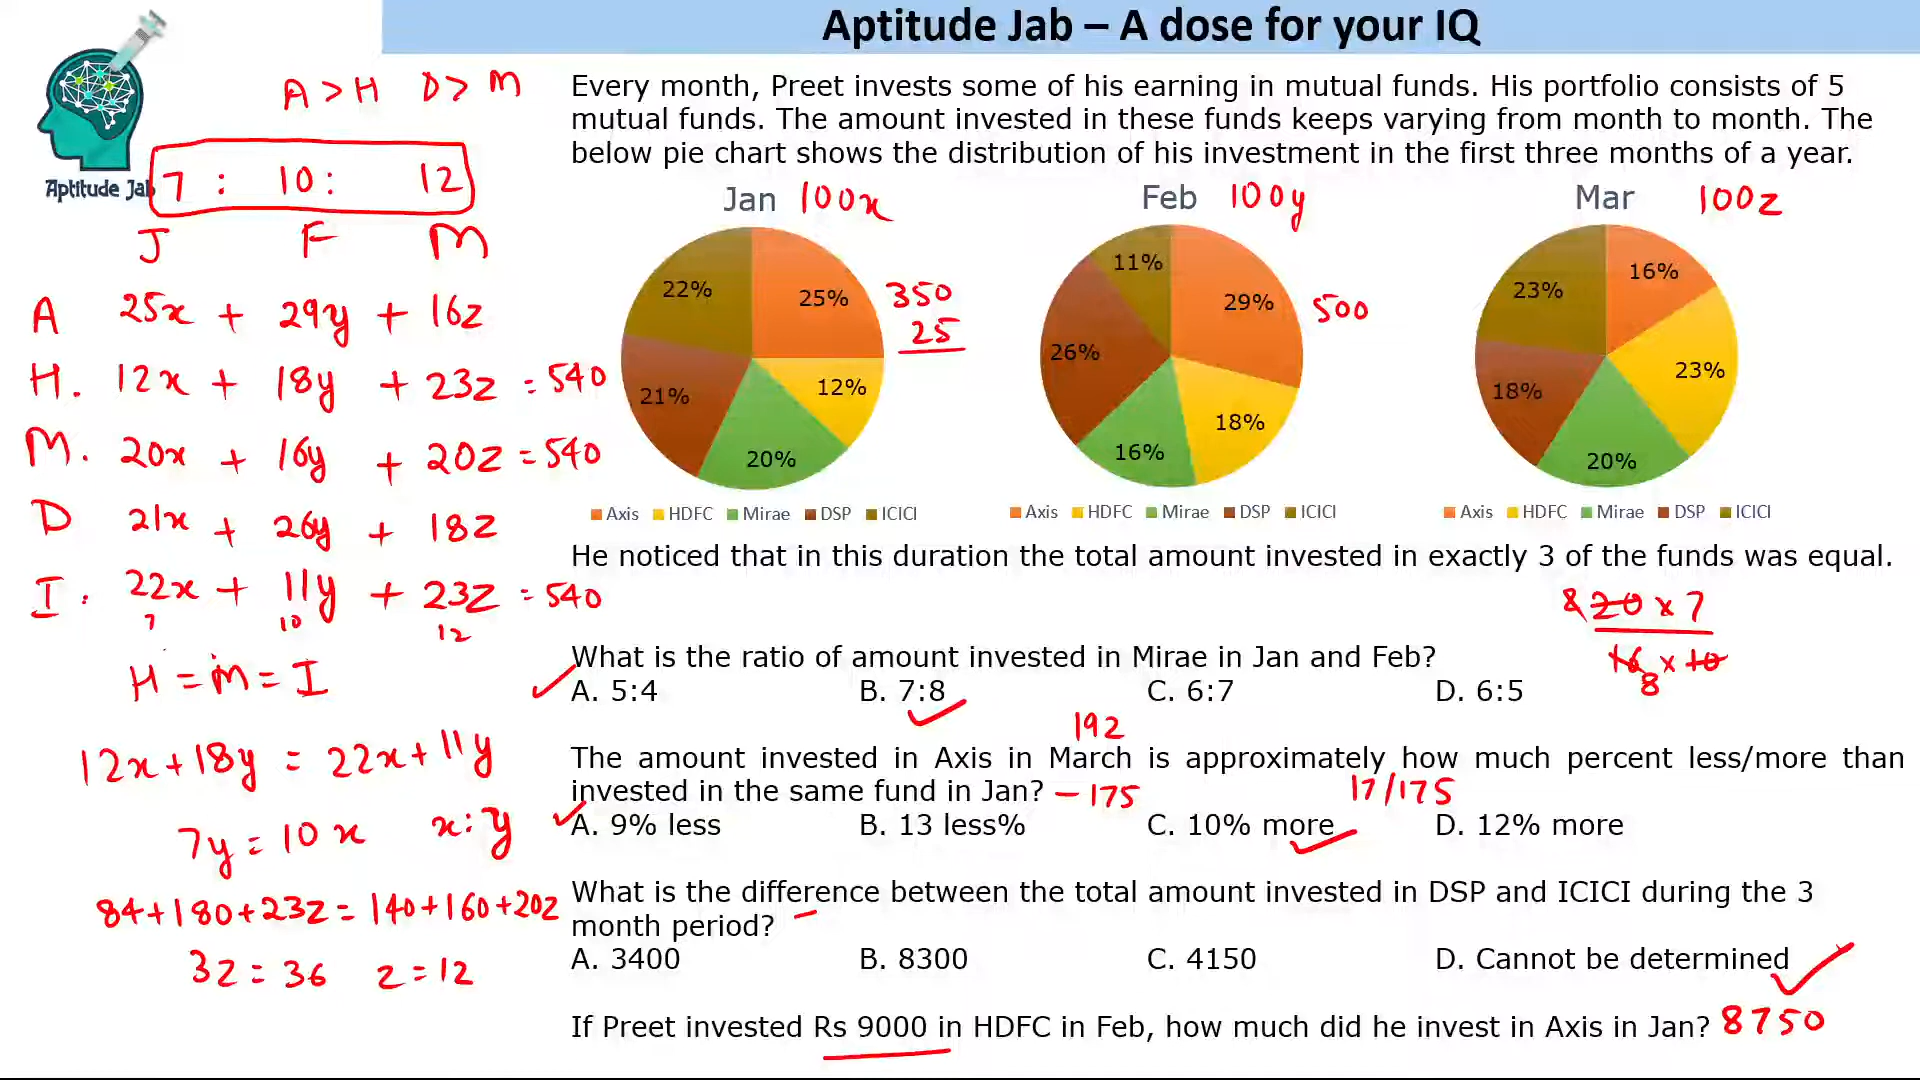 Aptitude Jab – A dose for your IQ
A > H D > M
Aptitude Jab
7 : 10 : 12
J F M
A 25x + 29y + 16z
H. 12x + 18y + 23z = 540
M. 20x + 16y + 20z = 540
D 21x + 26y + 18z
I : 22x + 11y + 23z = 540
7 10 12
H = M = I
12x+18y = 22x+11y
7y = 10x x:y
84+180+23z = 140+160+20z
3z = 36 z = 12
Every month, Preet invests some of his earning in mutual funds. His portfolio consists of 5
mutual funds. The amount invested in these funds keeps varying from month to month. The
below pie chart shows the distribution of his investment in the first three months of a year.
Jan 100x
22%
25%
21%
12%
20%
350
25
Axis HDFC Mirae DSP ICICI
Feb 100y
11%
29%
26%
18%
16%
500
Axis HDFC Mirae DSP ICICI
Mar 100z
23%
16%
18%
23%
20%
Axis HDFC Mirae DSP ICICI
He noticed that in this duration the total amount invested in exactly 3 of the funds was equal.
8 20 x 7
16 x 10
8
What is the ratio of amount invested in Mirae in Jan and Feb?
A. 5:4 B. 7:8 C. 6:7 D. 6:5
192
The amount invested in Axis in March is approximately how much percent less/more than
invested in the same fund in Jan? - 175 17/175
A. 9% less B. 13 less% C. 10% more D. 12% more
What is the difference between the total amount invested in DSP and ICICI during the 3
month period?
A. 3400 B. 8300 C. 4150 D. Cannot be determined
If Preet invested Rs 9000 in HDFC in Feb, how much did he invest in Axis in Jan? 8750